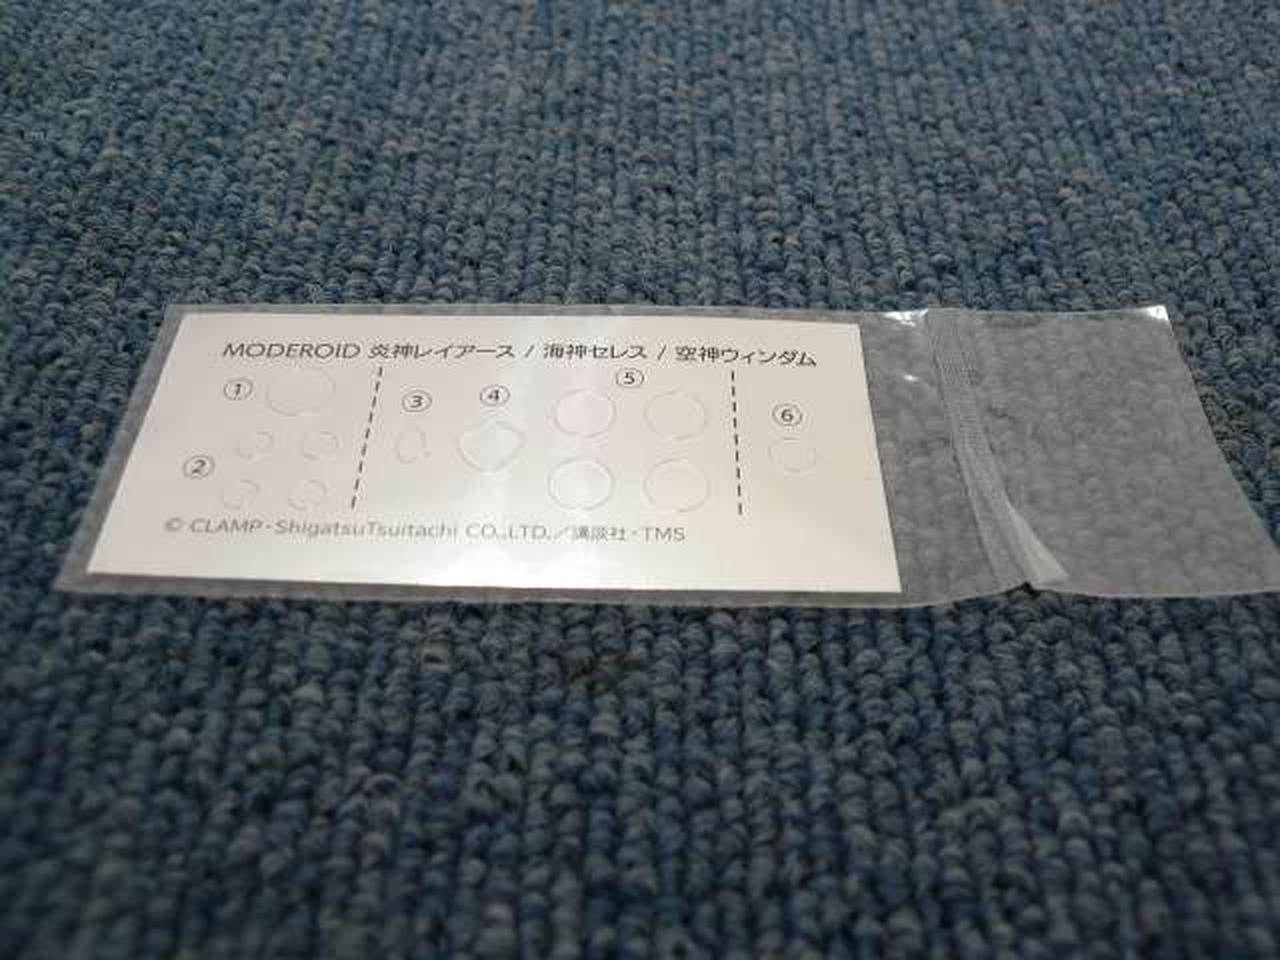 MODEROID 炎神レイアース / 海神セレス / 空神ウィンダム
① ③ ④ ⑤ ⑥
②
© CLAMP・ShigatsuTsuitachi CO.,LTD.／講談社・TMS